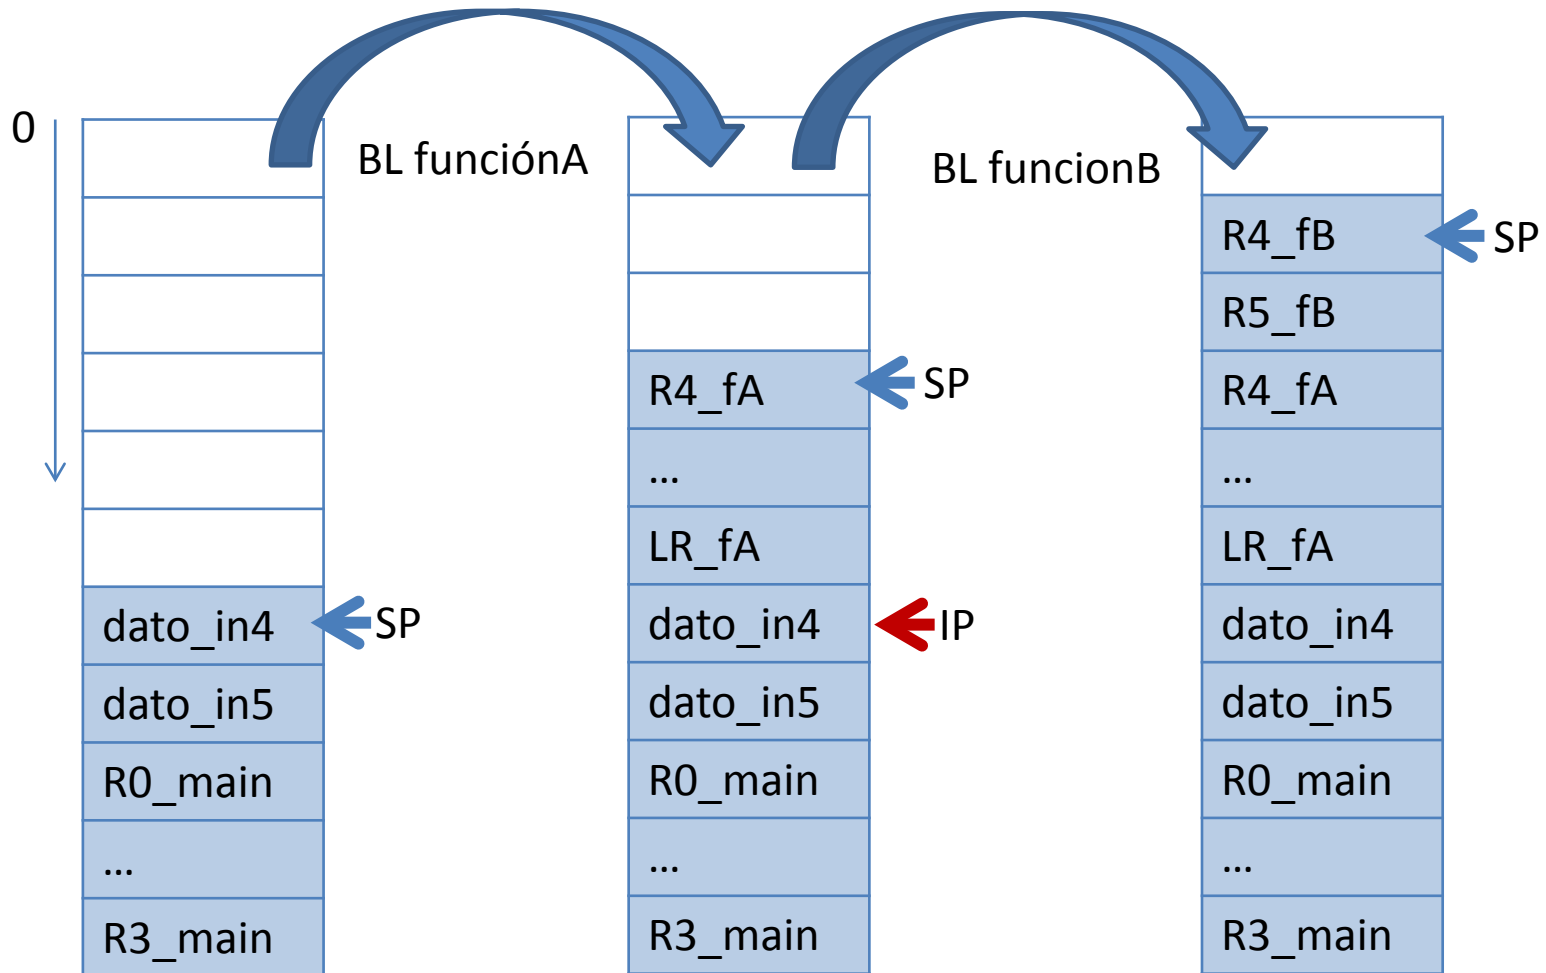 0
BL funciónA
BL funcionB
dato_in4
SP
dato_in5
R0_main
...
R3_main
R4_fA
SP
...
LR_fA
dato_in4
IP
dato_in5
R0_main
...
R3_main
R4_fB
SP
R5_fB
R4_fA
...
LR_fA
dato_in4
dato_in5
R0_main
...
R3_main